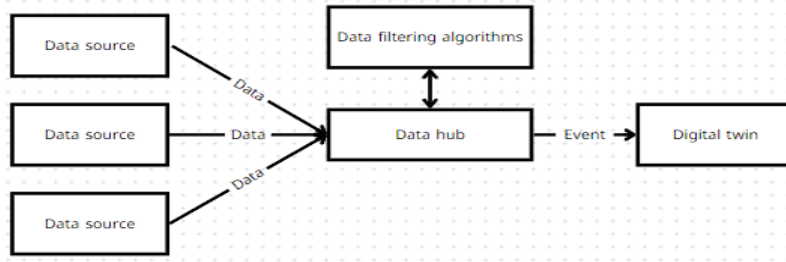 Data source
Data filtering algorithms
Data
Data source
Data
Data hub
Event
Digital twin
Data
Data source